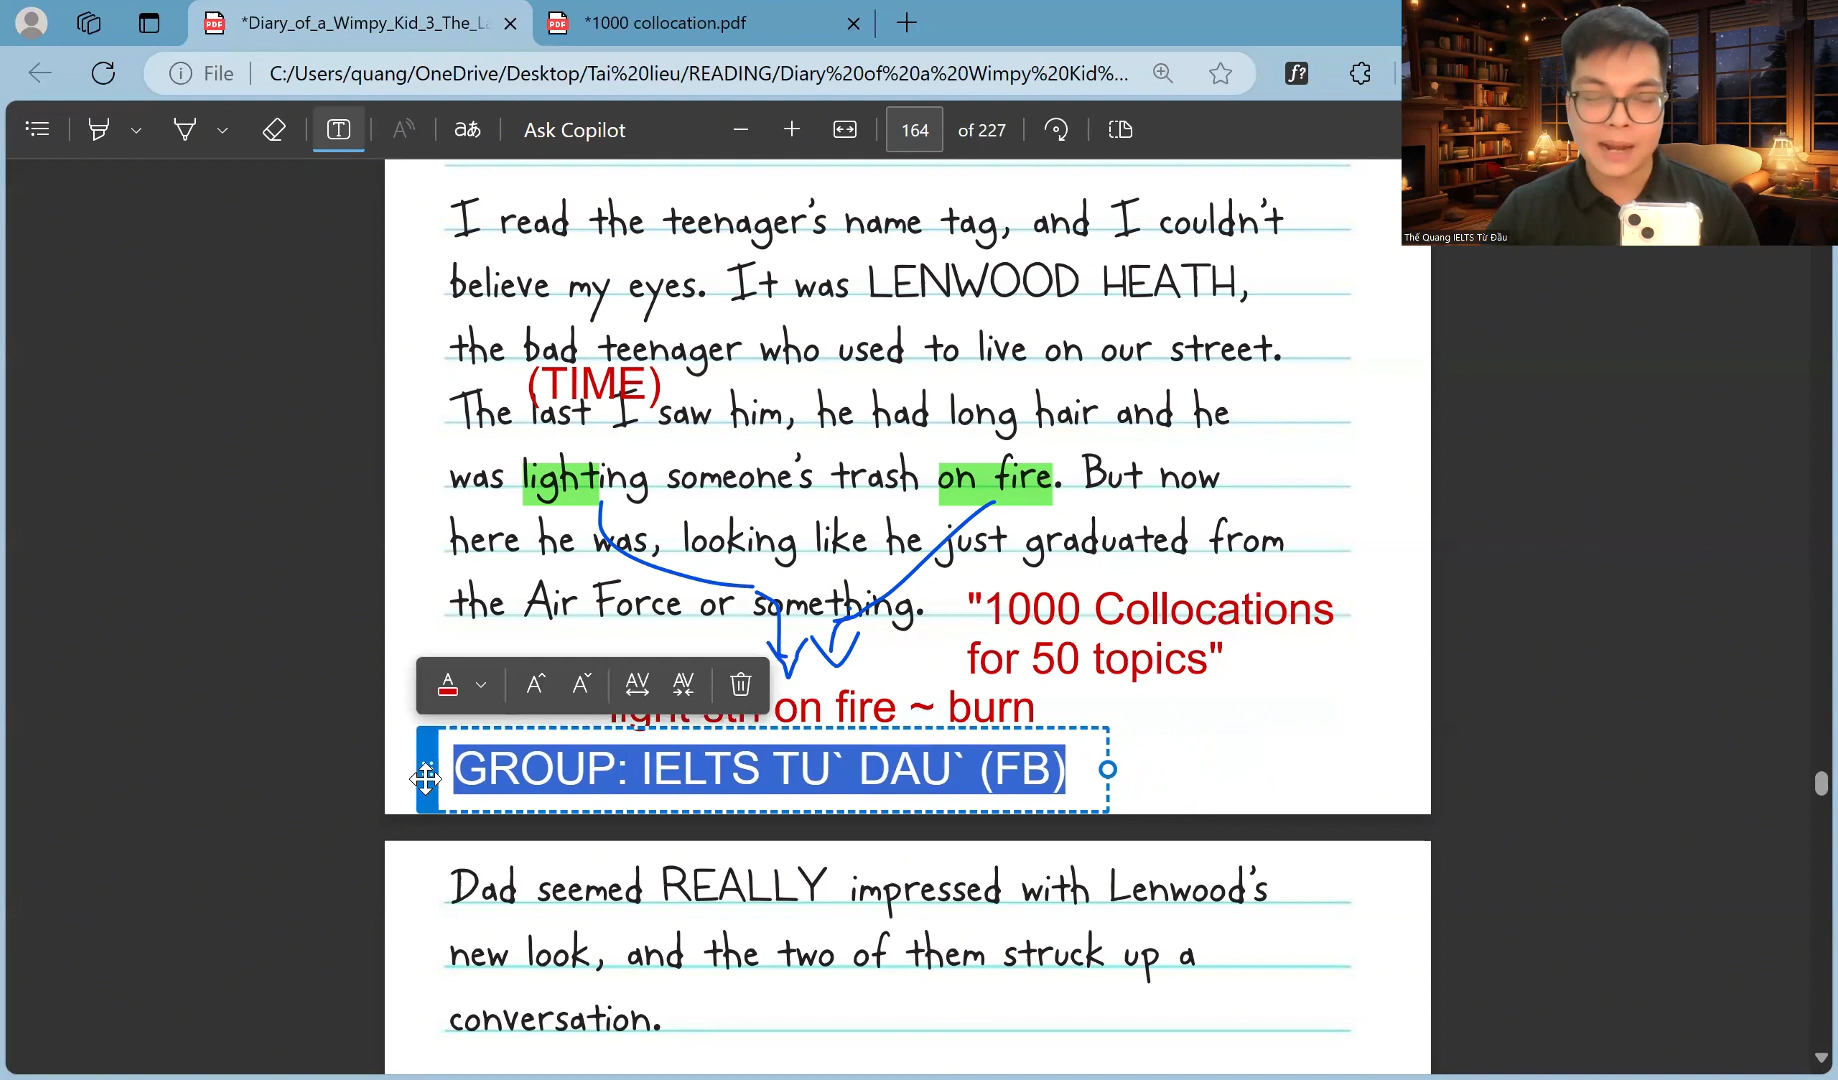 *Diary_of_a_Wimpy_Kid_3_The_La
*1000 collocation.pdf
File
C:/Users/quang/OneDrive/Desktop/Tai%20lieu/READING/Diary%20of%20a%20Wimpy%20Kid%...
Ask Copilot
164 of 227
Thế Quang IELTS Từ Đầu
I read the teenager's name tag, and I couldn't
believe my eyes. It was LENWOOD HEATH,
the bad teenager who used to live on our street.
(TIME)
The last I saw him, he had long hair and he
was lighting someone's trash on fire. But now
here he was, looking like he just graduated from
the Air Force or something.
"1000 Collocations
for 50 topics"
light sth on fire ~ burn
GROUP: IELTS TU` DAU` (FB)
Dad seemed REALLY impressed with Lenwood's
new look, and the two of them struck up a
conversation.